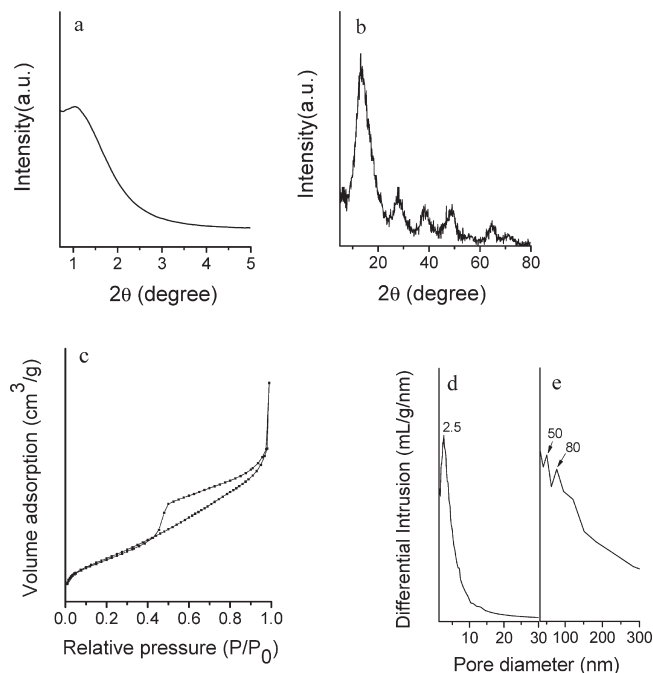 a
Intensity(a.u.)
1 2 3 4 5
2θ (degree)
b
Intensity(a.u.)
20 40 60 80
2θ (degree)
c
Volume adsorption (cm³/g)
0.0 0.2 0.4 0.6 0.8 1.0
Relative pressure (P/P₀)
d e
Differential Intrusion (mL/g/nm)
2.5
50
80
10 20 30 100 200 300
Pore diameter (nm)